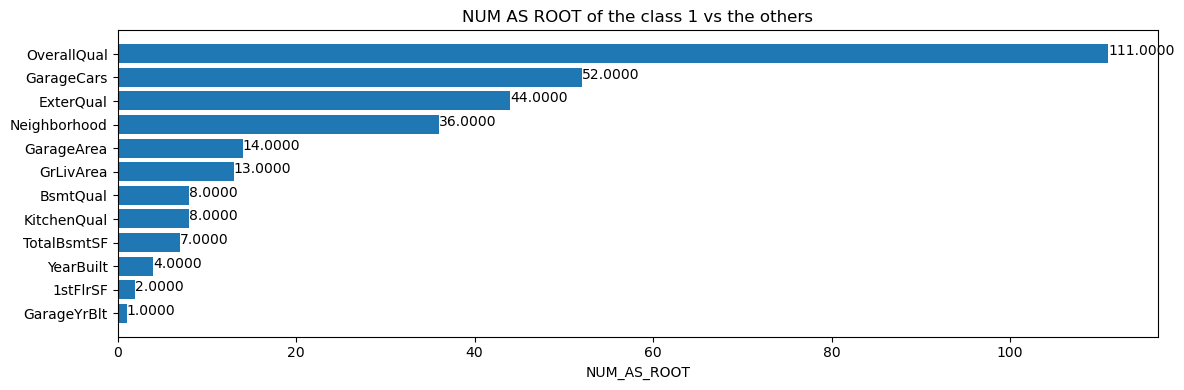 NUM AS ROOT of the class 1 vs the others
OverallQual 111.0000
GarageCars 52.0000
ExterQual 44.0000
Neighborhood 36.0000
GarageArea 14.0000
GrLivArea 13.0000
BsmtQual 8.0000
KitchenQual 8.0000
TotalBsmtSF 7.0000
YearBuilt 4.0000
1stFlrSF 2.0000
GarageYrBlt 1.0000
0 20 40 60 80 100
NUM_AS_ROOT